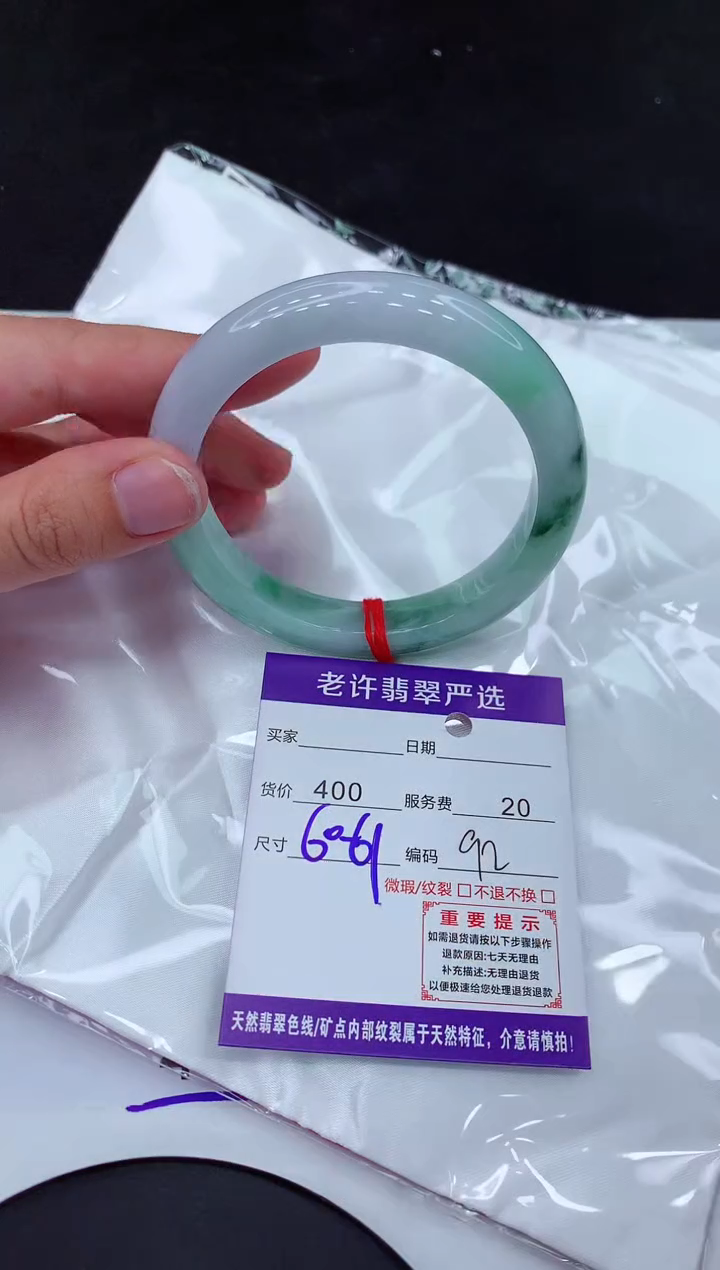 老许翡翠严选
买家 日期
货价 400 服务费 20
尺寸 60-61 编码 92
微瑕/纹裂 □ 不退不换 □
重要提示
如需退货请按以下步骤操作
退款原因:七天无理由
补充描述:无理由退货
以便极速给您处理退货退款
天然翡翠色线/矿点内部纹裂属于天然特征，介意请慎拍!